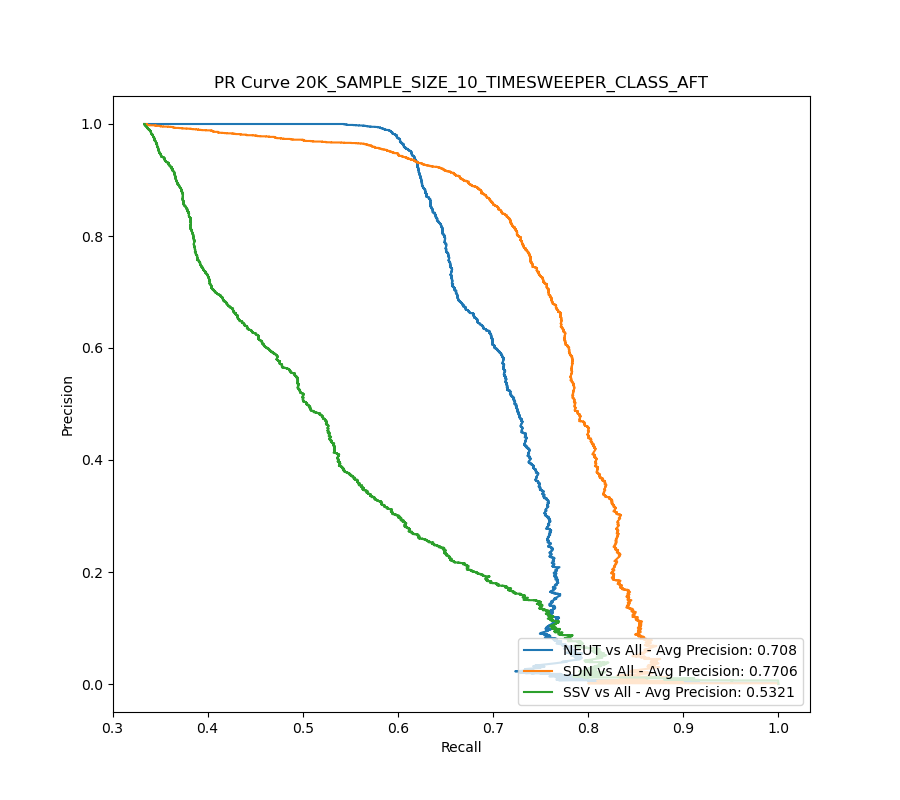 PR Curve 20K_SAMPLE_SIZE_10_TIMESWEEPER_CLASS_AFT
1.0
0.8
0.6
0.4
0.2
0.0
Precision
NEUT vs All - Avg Precision: 0.708
SDN vs All - Avg Precision: 0.7706
SSV vs All - Avg Precision: 0.5321
0.3 0.4 0.5 0.6 0.7 0.8 0.9 1.0
Recall